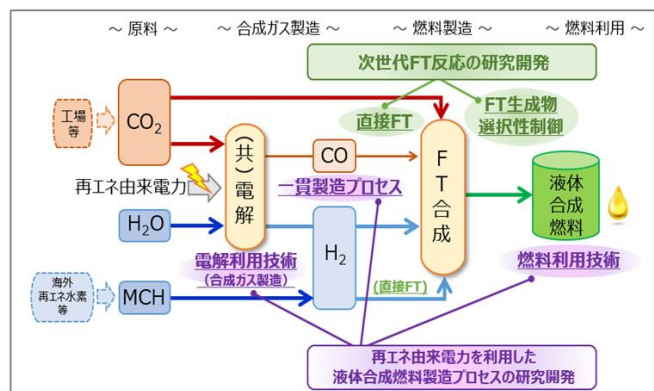 ～ 原料 ～ ～ 合成ガス製造 ～ ～ 燃料製造 ～ ～ 燃料利用 ～
次世代FT反応の研究開発
工場
等
CO2
直接FT
FT生成物
選択性制御
(共)電解
CO
FT合成
再エネ由来電力
一貫製造プロセス
液体
合成
燃料
H2O
H2
電解利用技術
(合成ガス製造)
燃料利用技術
海外
再エネ水素
等
MCH
(直接FT)
再エネ由来電力を利用した
液体合成燃料製造プロセスの研究開発